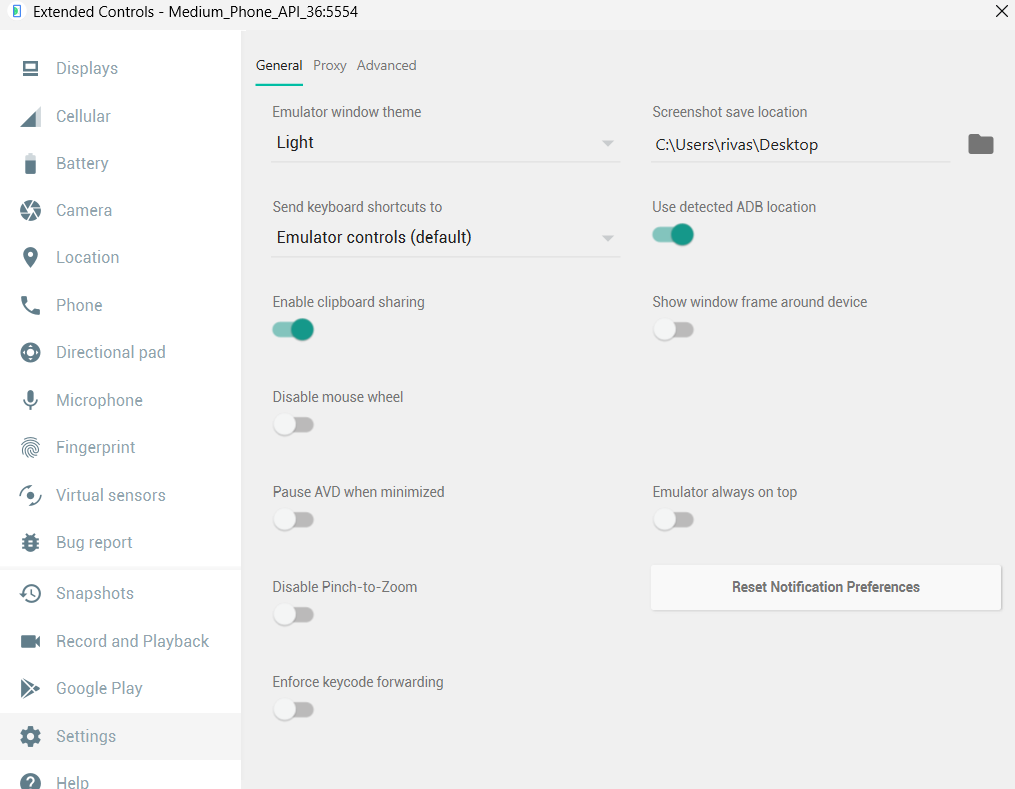 Extended Controls - Medium_Phone_API_36:5554
Displays
Cellular
Battery
Camera
Location
Phone
Directional pad
Microphone
Fingerprint
Virtual sensors
Bug report
Snapshots
Record and Playback
Google Play
Settings
Help
General Proxy Advanced
Emulator window theme
Light
Screenshot save location
C:\Users\rivas\Desktop
Send keyboard shortcuts to
Emulator controls (default)
Use detected ADB location
Enable clipboard sharing
Show window frame around device
Disable mouse wheel
Pause AVD when minimized
Emulator always on top
Disable Pinch-to-Zoom
Reset Notification Preferences
Enforce keycode forwarding